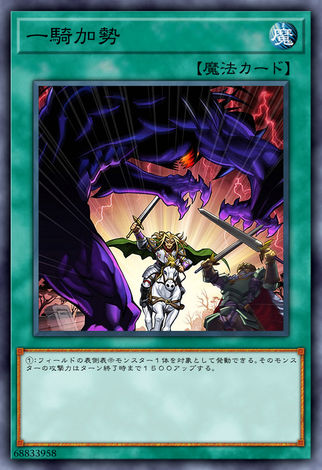 一騎加勢
魔
【魔法カード】
①：フィールドの表側表示モンスター１体を対象として発動できる。そのモンス
ターの攻撃力はターン終了時まで１５００アップする。
68833958